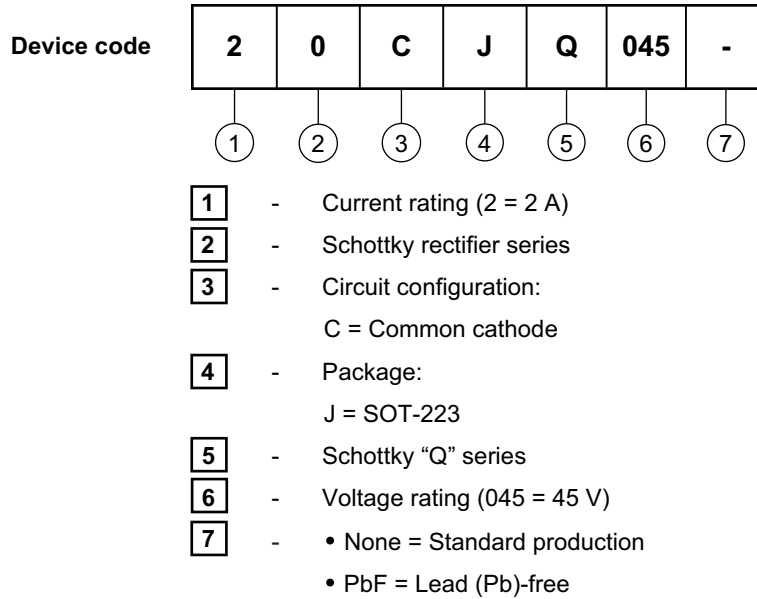 Device code 2 0 C J Q 045 -
1 2 3 4 5 6 7
1 - Current rating (2 = 2 A)
2 - Schottky rectifier series
3 - Circuit configuration:
C = Common cathode
4 - Package:
J = SOT-223
5 - Schottky “Q” series
6 - Voltage rating (045 = 45 V)
7 - • None = Standard production
• PbF = Lead (Pb)-free